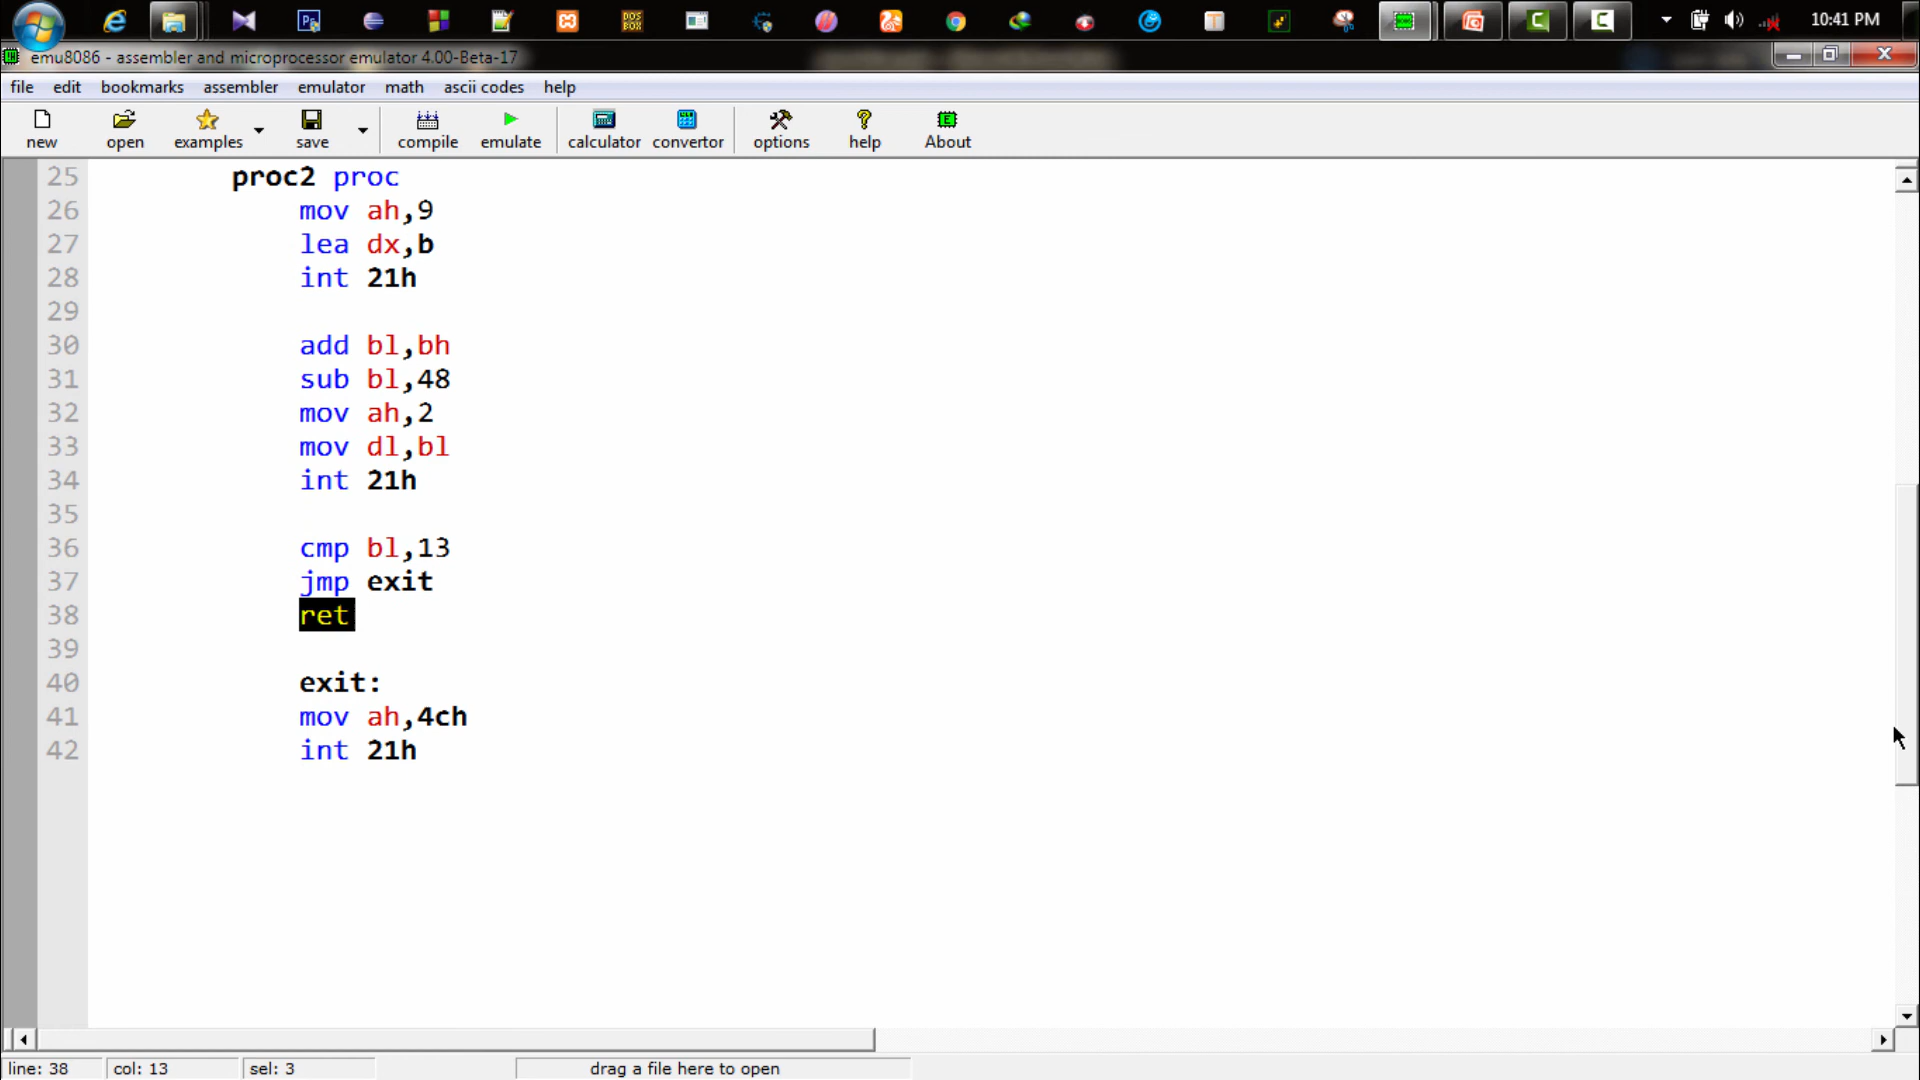 10:41 PM
emu8086 - assembler and microprocessor emulator 4.00-Beta-17
file edit bookmarks assembler emulator math ascii codes help
new open examples save compile emulate calculator convertor options help About
25 proc2 proc
26 mov ah,9
27 lea dx,b
28 int 21h
29
30 add bl,bh
31 sub bl,48
32 mov ah,2
33 mov dl,bl
34 int 21h
35
36 cmp bl,13
37 jmp exit
38 ret
39
40 exit:
41 mov ah,4ch
42 int 21h
line: 38 col: 13 sel: 3 drag a file here to open